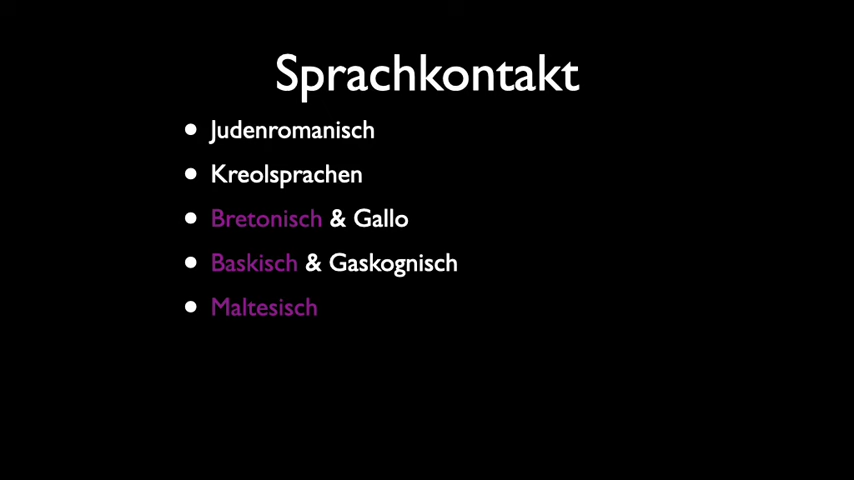 Sprachkontakt
• Judenromanisch
• Kreolsprachen
• Bretonisch & Gallo
• Baskisch & Gaskognisch
• Maltesisch